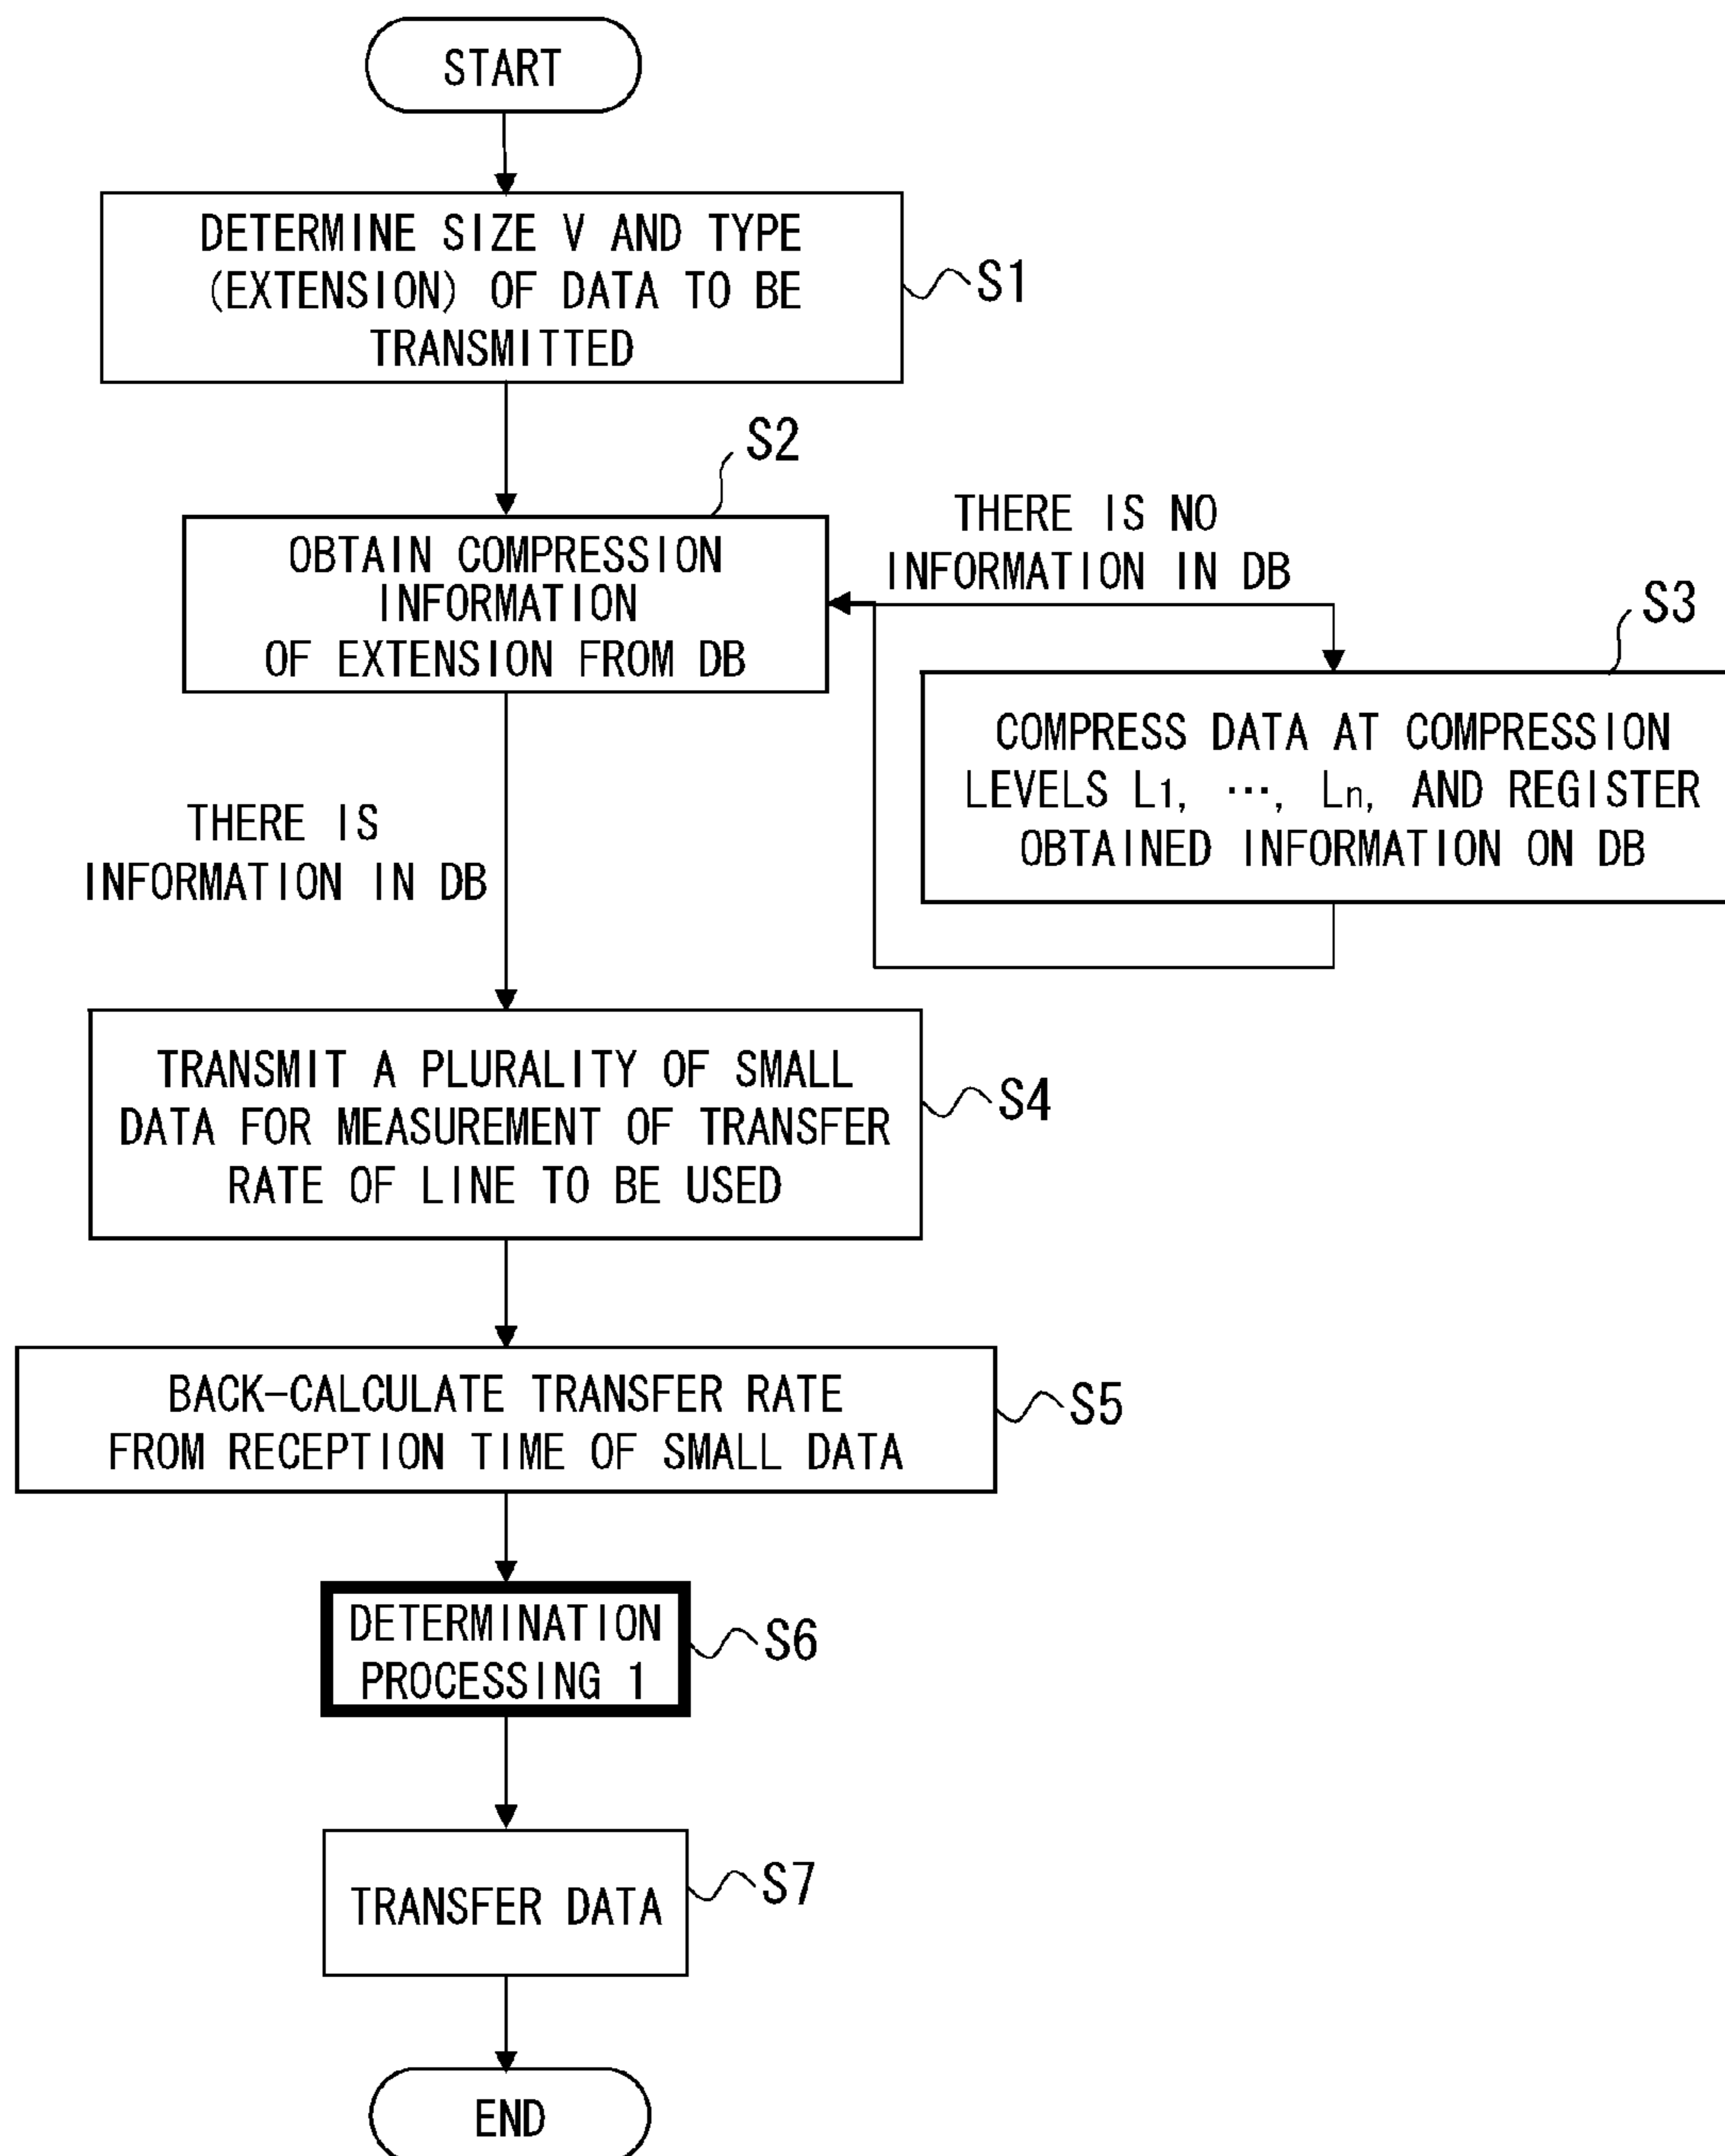 START
DETERMINE SIZE V AND TYPE
(EXTENSION) OF DATA TO BE
TRANSMITTED
S1
S2
OBTAIN COMPRESSION
INFORMATION
OF EXTENSION FROM DB
THERE IS NO
INFORMATION IN DB
S3
COMPRESS DATA AT COMPRESSION
LEVELS L1, ···, Ln, AND REGISTER
OBTAINED INFORMATION ON DB
THERE IS
INFORMATION IN DB
TRANSMIT A PLURALITY OF SMALL
DATA FOR MEASUREMENT OF TRANSFER
RATE OF LINE TO BE USED
S4
BACK-CALCULATE TRANSFER RATE
FROM RECEPTION TIME OF SMALL DATA
S5
DETERMINATION
PROCESSING 1
S6
TRANSFER DATA
S7
END